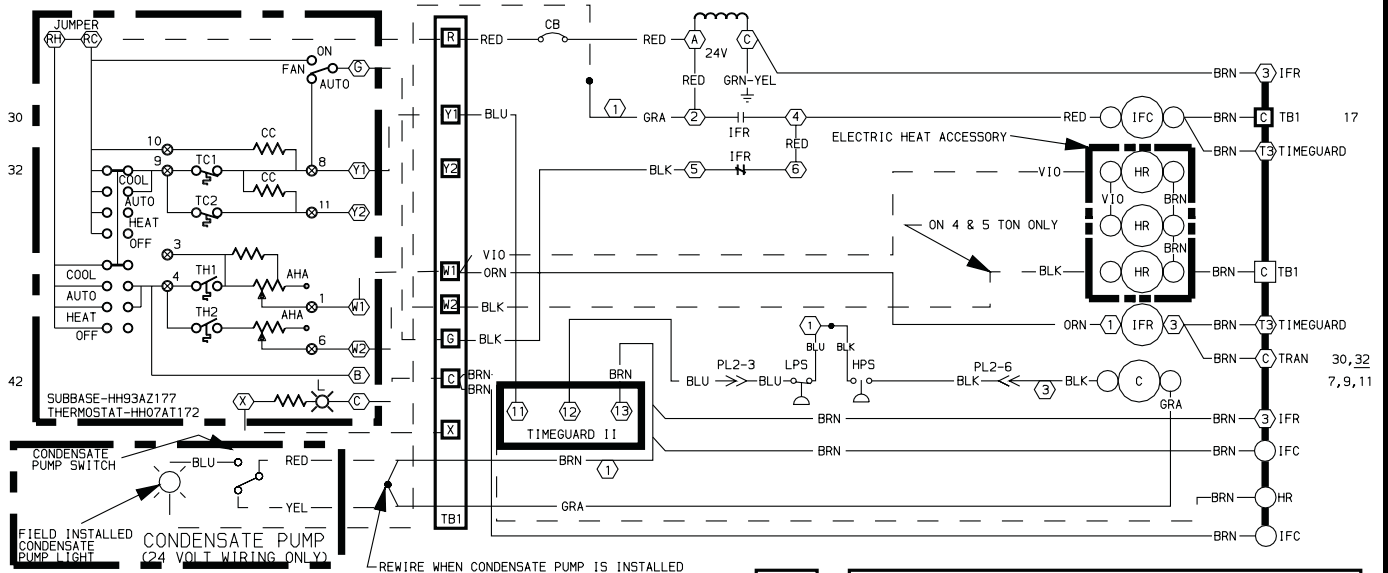 JUMPER
RH RC
ON
FAN
AUTO
G
30
10
CC
9
TC1
8
Y1
32
COOL
AUTO
HEAT
OFF
CC
TC2
11
Y2
3
COOL
4
TH1
AHA
1
W1
AUTO
HEAT
OFF
TH2
AHA
6
W2
B
42
SUBBASE-HH93AZ177
THERMOSTAT-HH07AT172
X
L
C
CONDENSATE
PUMP SWITCH
BLU
RED
YEL
FIELD INSTALLED
CONDENSATE
PUMP LIGHT
CONDENSATE PUMP
(24 VOLT WIRING ONLY)
REWIRE WHEN CONDENSATE PUMP IS INSTALLED
R
Y1
Y2
W1
W2
G
C
X
TB1
RED
CB
RED
A
24V
C
RED
GRN-YEL
BLU
1
GRA
2
IFR
4
RED
BLK
5
IFR
6
VIO
ORN
BLK
BLK
BRN
BRN
11
12
13
BRN
TIMEGUARD II
BLU
PL2-3
BLU
LPS
1
BLU
BLK
HPS
BLK
PL2-6
3
BLK
C
GRA
BRN
BRN
BRN
1
GRA
ELECTRIC HEAT ACCESSORY
ON 4 & 5 TON ONLY
RED
IFC
VIO
HR
VIO
BRN
HR
BRN
BLK
HR
ORN
1
IFR
3
BRN 3 IFR
BRN C TB1 17
BRN T3 TIMEGUARD
BRN C TB1
BRN T3 TIMEGUARD
BRN C TRAN 30,32
7,9,11
BRN 3 IFR
BRN IFC
BRN HR
BRN IFC